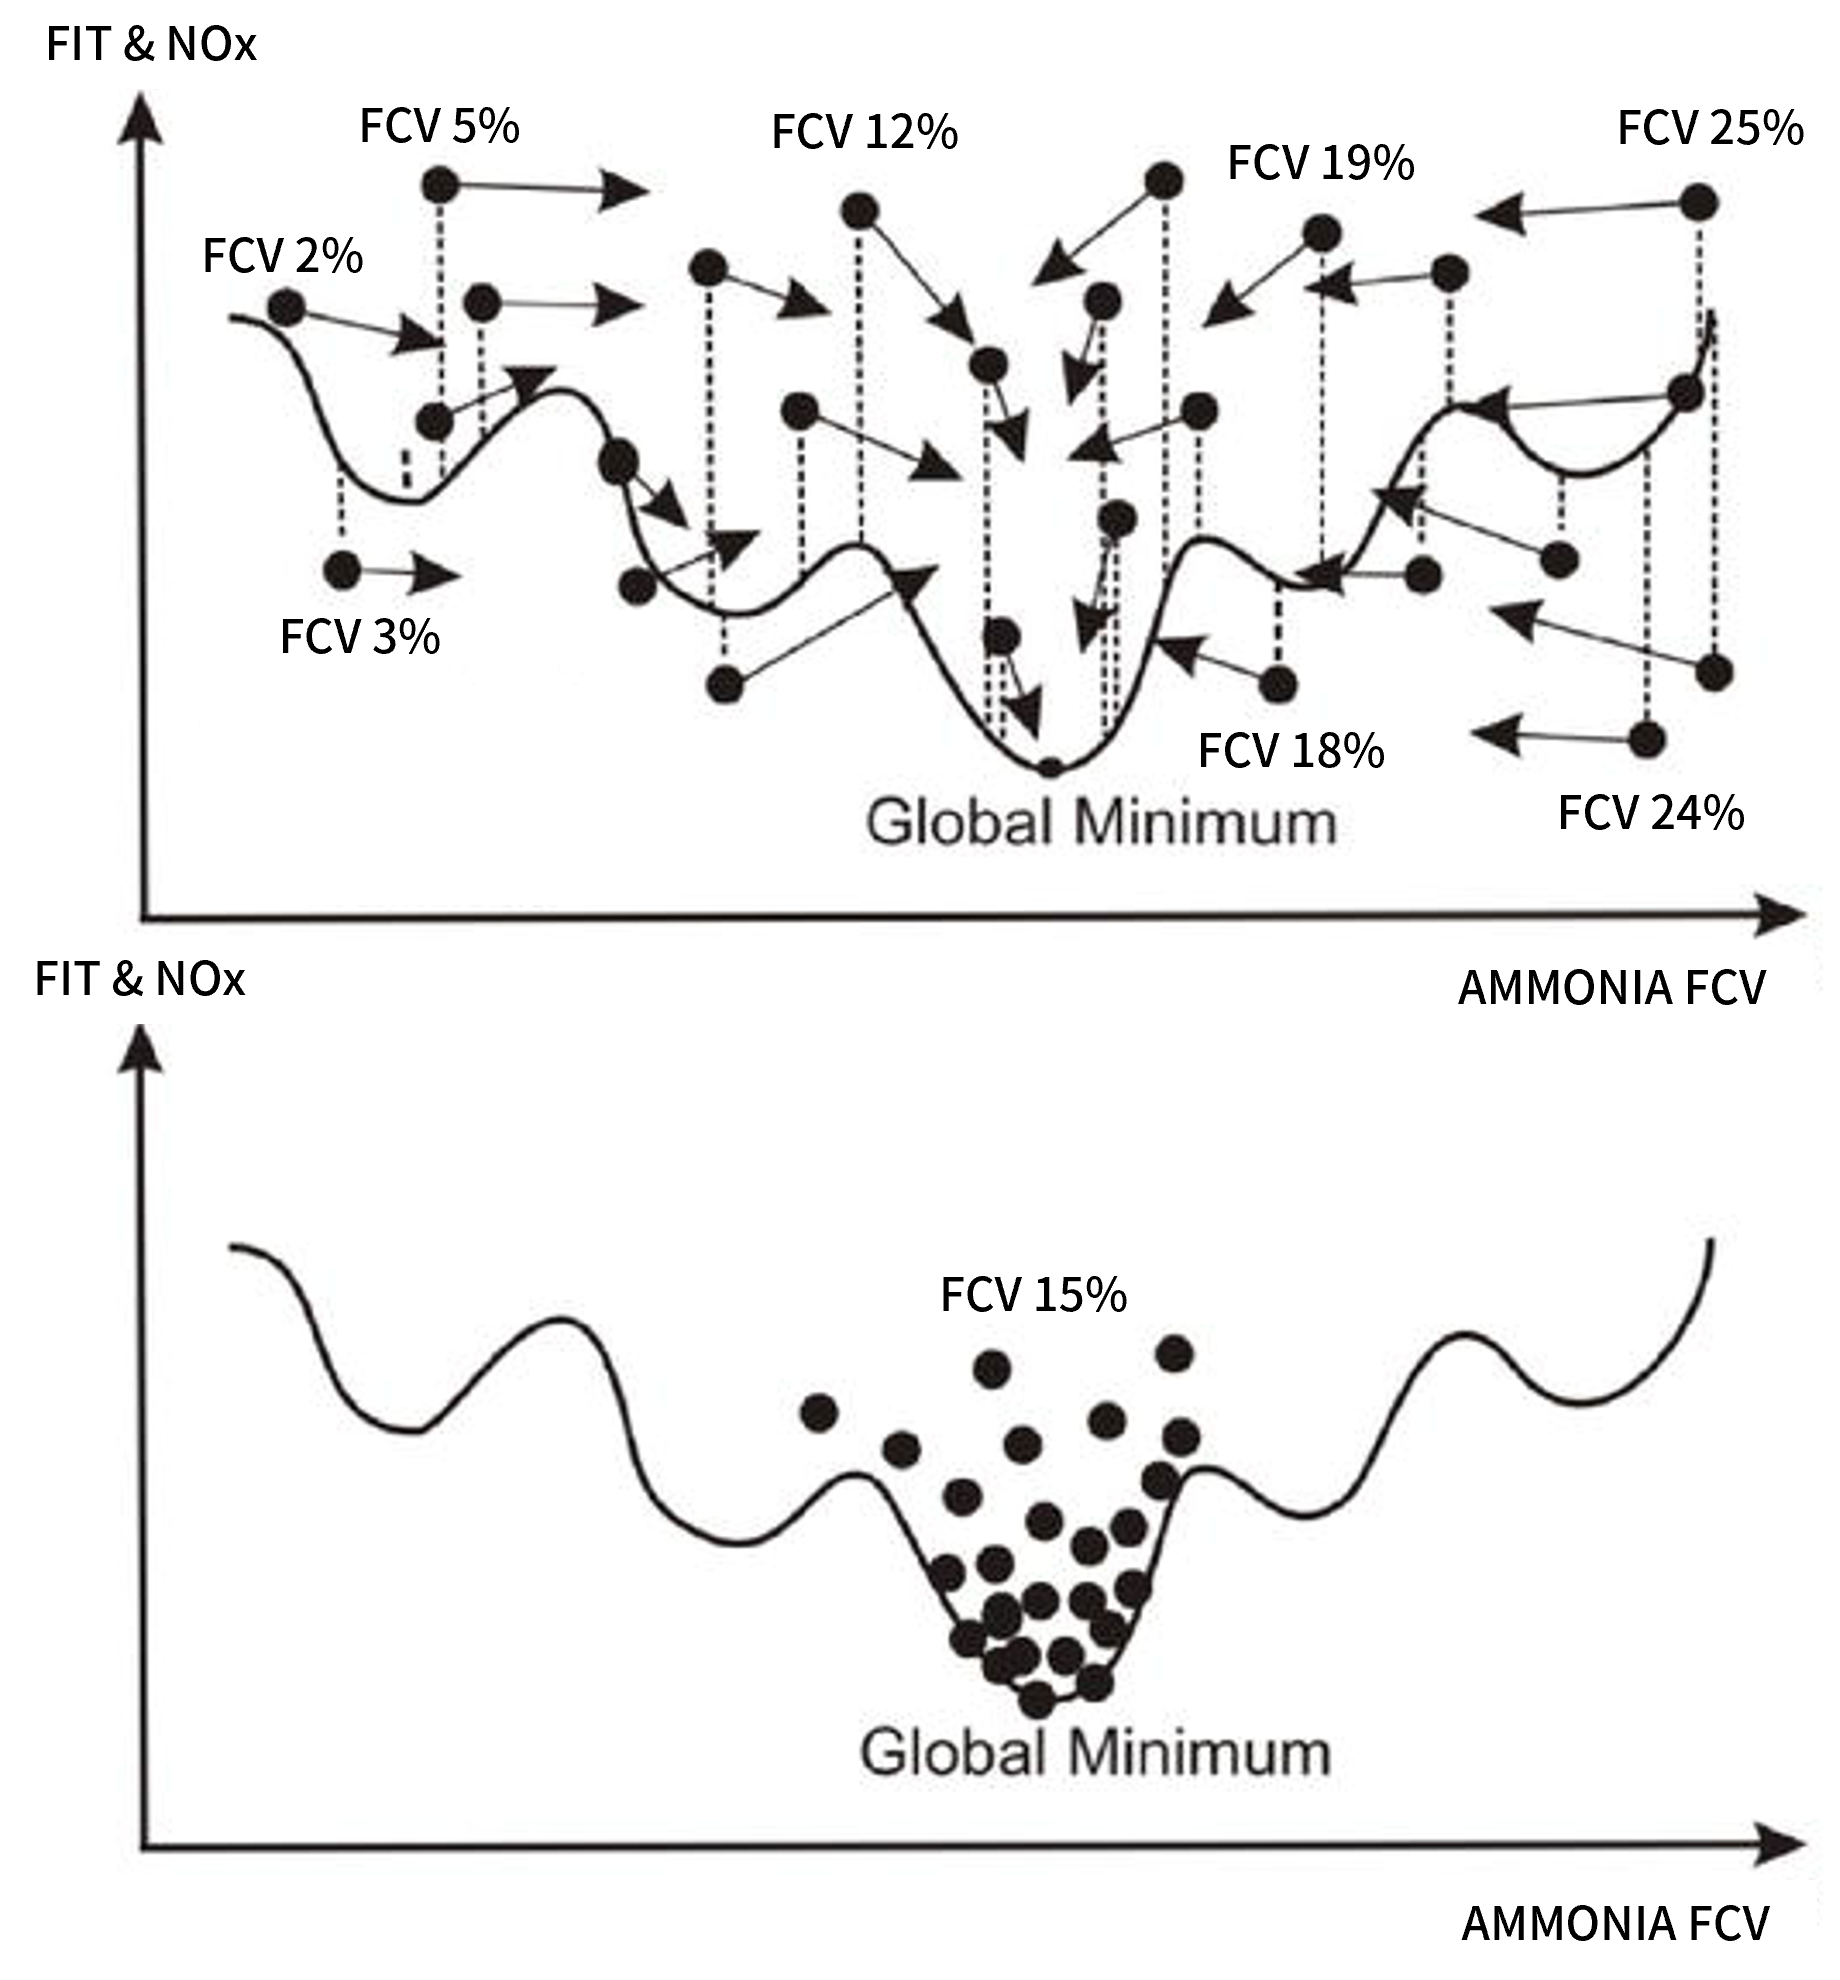 FIT & NOx
FCV 5%
FCV 12%
FCV 25%
FCV 19%
FCV 2%
FCV 3%
FCV 18%
Global Minimum
FCV 24%
FIT & NOx
AMMONIA FCV
FCV 15%
Global Minimum
AMMONIA FCV